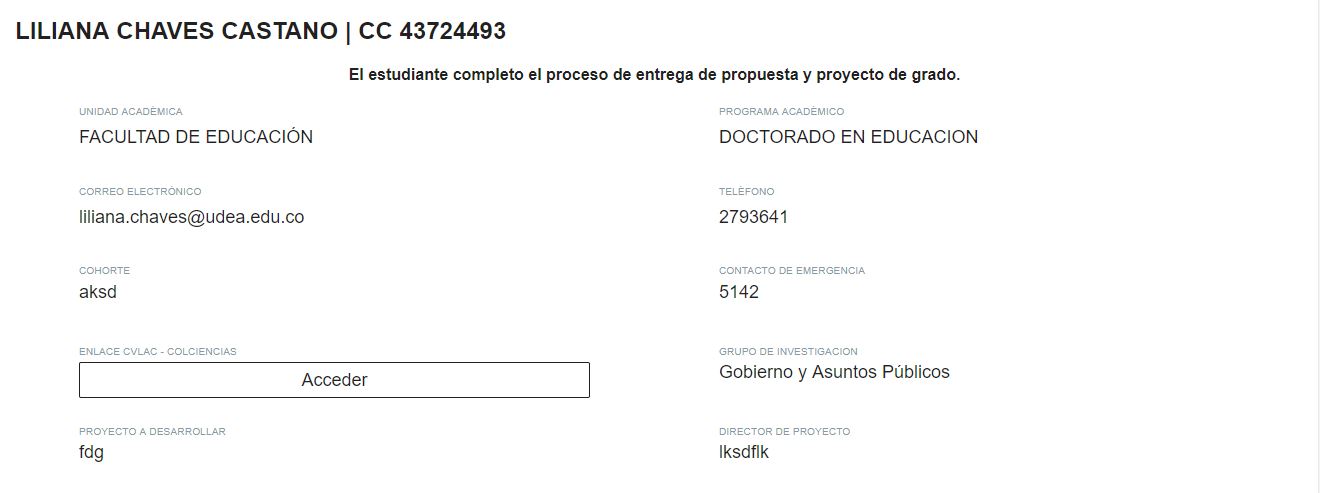 LILIANA CHAVES CASTANO | CC 43724493
El estudiante completo el proceso de entrega de propuesta y proyecto de grado.
UNIDAD ACADÉMICA
FACULTAD DE EDUCACIÓN
PROGRAMA ACADÉMICO
DOCTORADO EN EDUCACION
CORREO ELECTRÓNICO
liliana.chaves@udea.edu.co
TELÉFONO
2793641
COHORTE
aksd
CONTACTO DE EMERGENCIA
5142
ENLACE CVLAC - COLCIENCIAS
Acceder
GRUPO DE INVESTIGACION
Gobierno y Asuntos Públicos
PROYECTO A DESARROLLAR
fdg
DIRECTOR DE PROYECTO
lksdflk